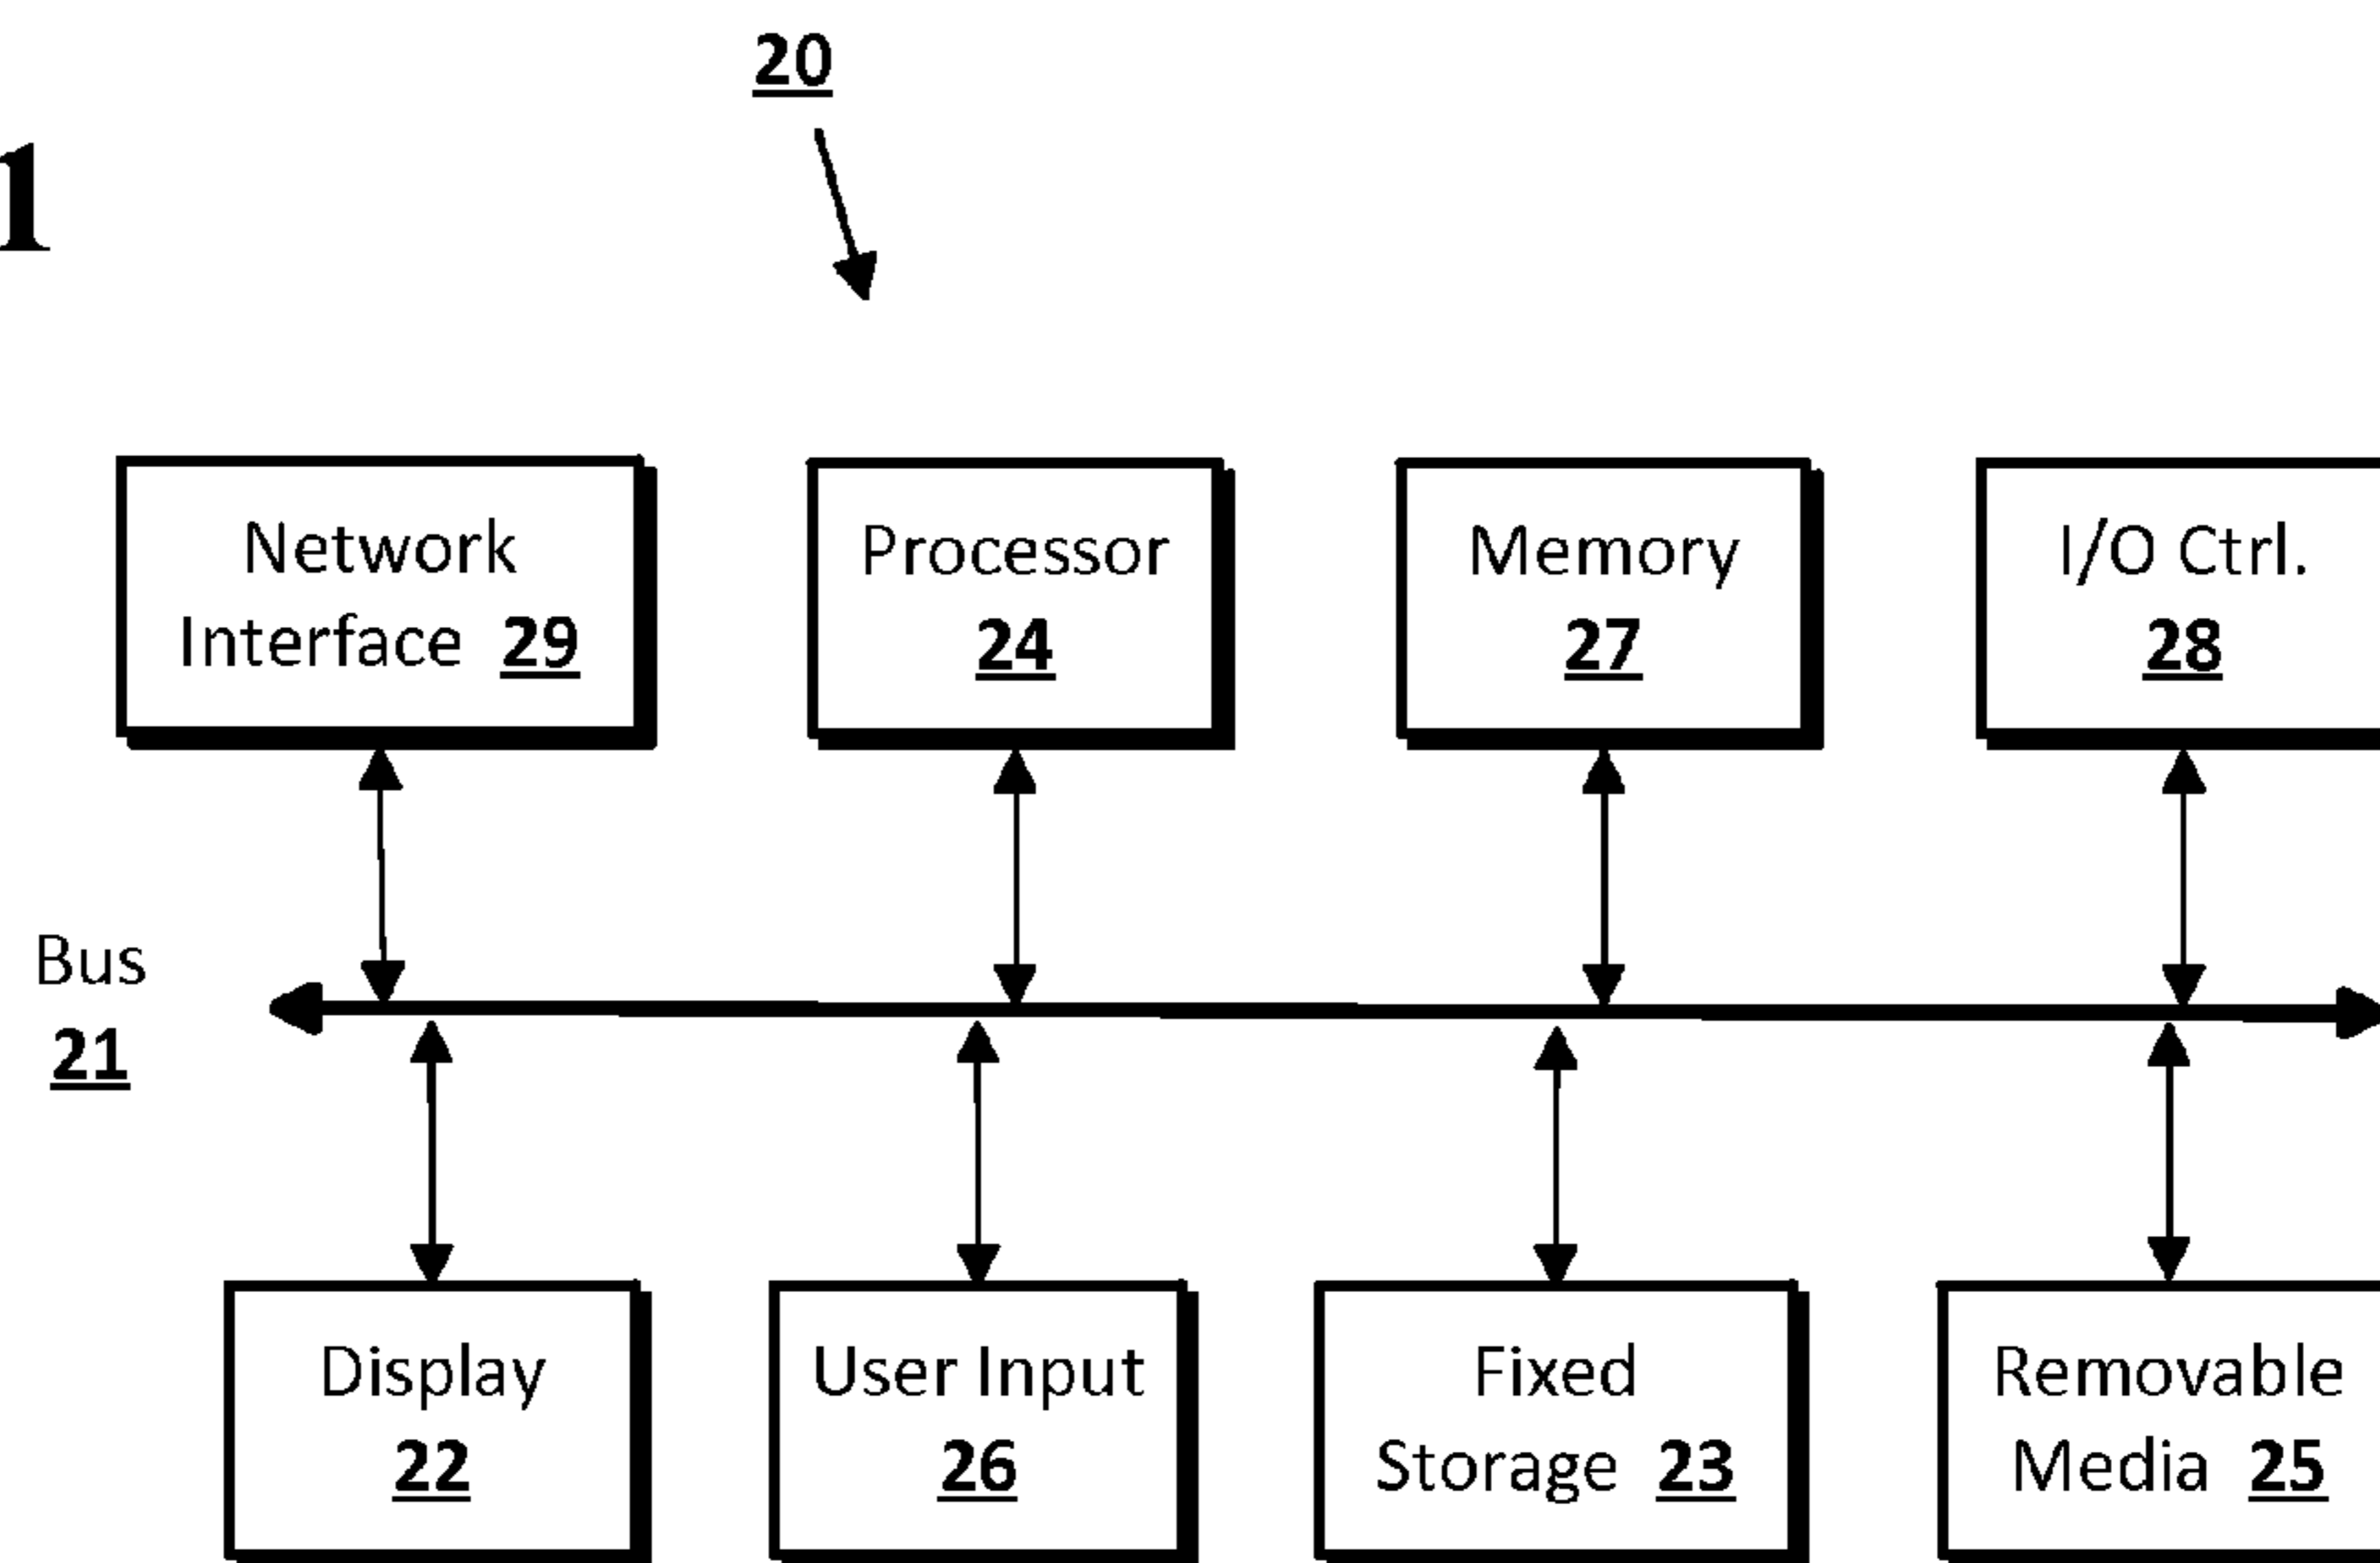 20
1
Network
Interface 29
Processor
24
Memory
27
I/O Ctrl.
28
Bus
21
Display
22
User Input
26
Fixed
Storage 23
Removable
Media 25